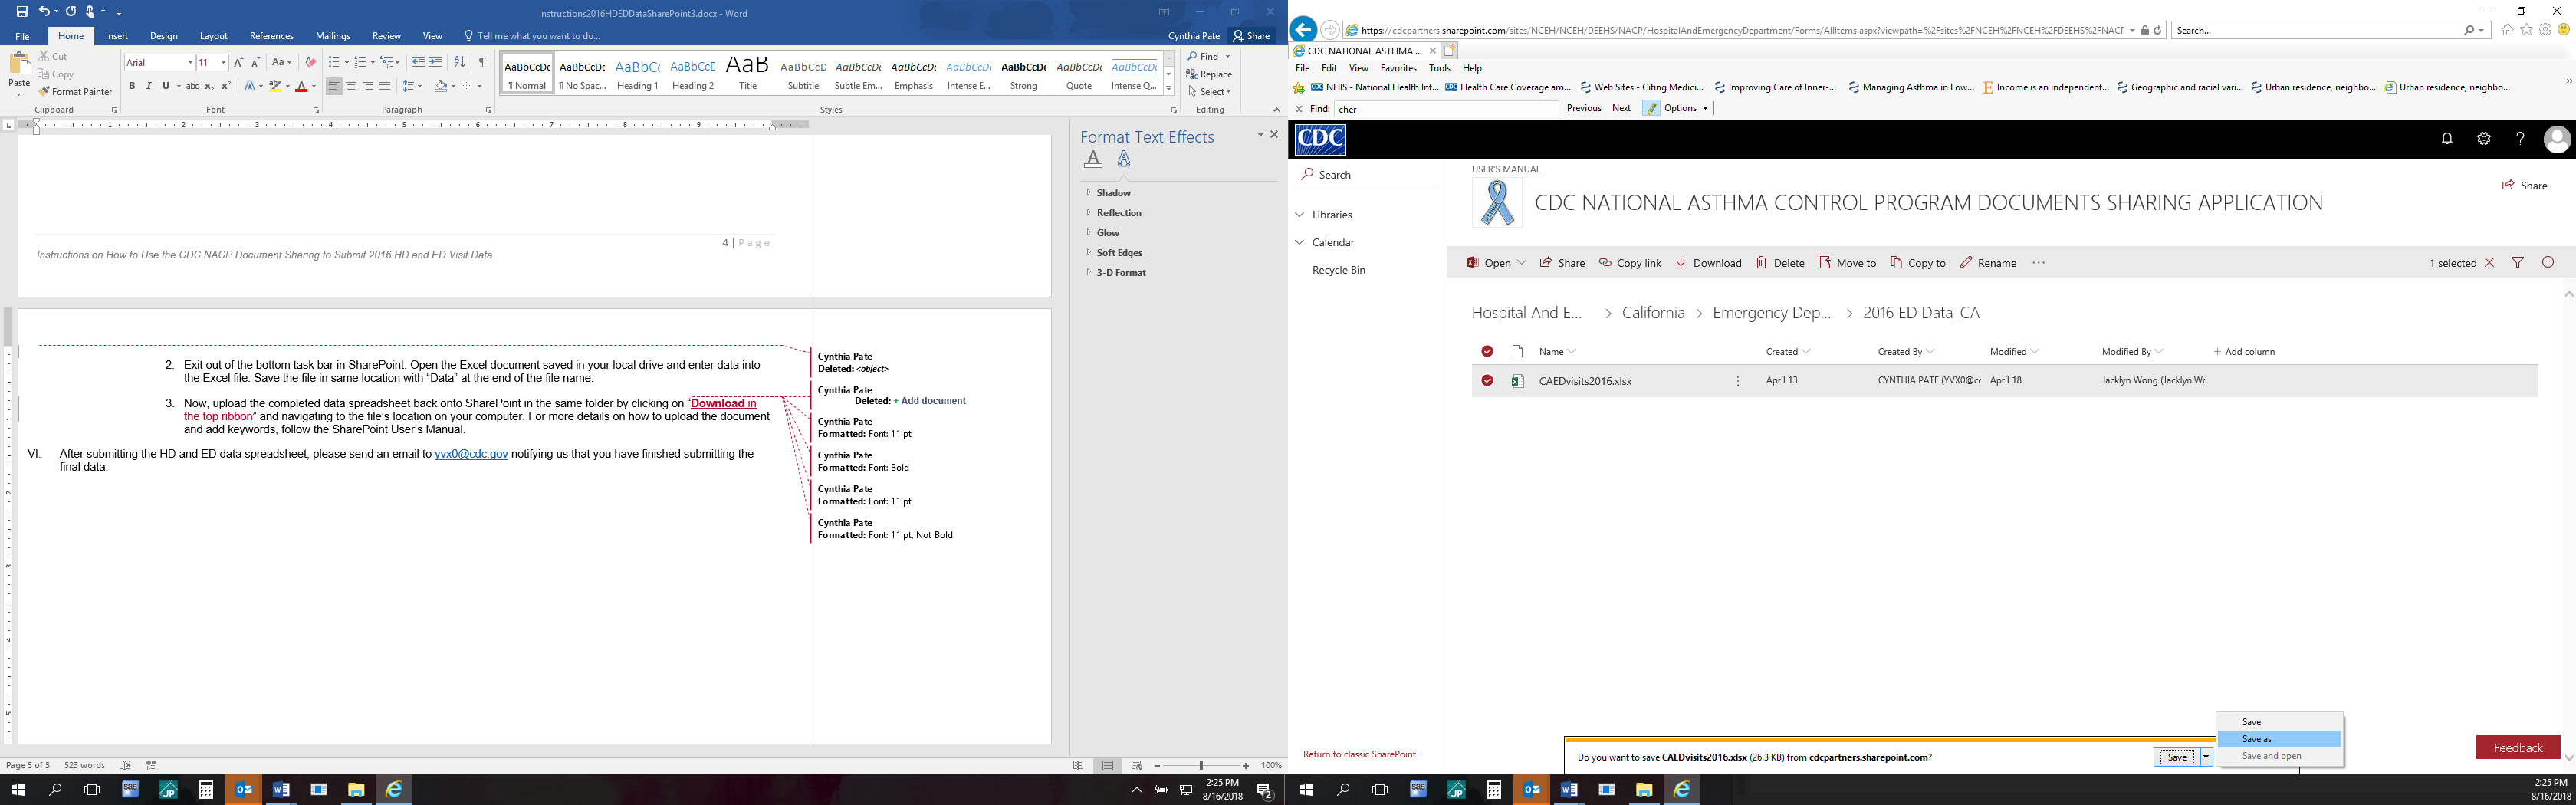 Instructions2016HDEDDataSharePoint3.docx - Word
File Home Insert Design Layout References Mailings Review View Tell me what you want to do... Cynthia Pate Share
Paste
Cut
Copy
Format Painter
Clipboard
Arial 11
Font
Paragraph
AaBbCcDc ¶ Normal
AaBbCcDc ¶ No Spac...
AaBbCc Heading 1
AaBbCcE Heading 2
AaB Title
AaBbCcD Subtitle
AaBbCcDc Subtle Em...
AaBbCcDc Emphasis
AaBbCcDc Intense E...
AaBbCcDc Strong
AaBbCcDc Quote
AaBbCcDc Intense Q...
Styles
Find
Replace
Select
Editing
4 | Page
Instructions on How to Use the CDC NACP Document Sharing to Submit 2016 HD and ED Visit Data
2. Exit out of the bottom task bar in SharePoint. Open the Excel document saved in your local drive and enter data into
the Excel file. Save the file in same location with “Data” at the end of the file name.
3. Now, upload the completed data spreadsheet back onto SharePoint in the same folder by clicking on “Download in
the top ribbon” and navigating to the file’s location on your computer. For more details on how to upload the document
and add keywords, follow the SharePoint User’s Manual.
VI. After submitting the HD and ED data spreadsheet, please send an email to yvx0@cdc.gov notifying us that you have finished submitting the
final data.
Cynthia Pate
Deleted: <object>
Cynthia Pate
Deleted: + Add document
Cynthia Pate
Formatted: Font: 11 pt
Cynthia Pate
Formatted: Font: Bold
Cynthia Pate
Formatted: Font: 11 pt
Cynthia Pate
Formatted: Font: 11 pt, Not Bold
Format Text Effects
Shadow
Reflection
Glow
Soft Edges
3-D Format
Page 5 of 5 523 words
100%
2:25 PM
8/16/2018
https://cdcpartners.sharepoint.com/sites/NCEH/NCEH/DEEHS/NACP/HospitalAndEmergencyDepartment/Forms/AllItems.aspx?viewpath=%2Fsites%2FNCEH%2FNCEH%2FDEEHS%2FNACP
Search...
CDC NATIONAL ASTHMA ...
File Edit View Favorites Tools Help
NHIS - National Health Int... Health Care Coverage am... Web Sites - Citing Medici... Improving Care of Inner-... Managing Asthma in Low... Income is an independent... Geographic and racial vari... Urban residence, neighbo... Urban residence, neighbo...
Find: cher Previous Next Options
CDC
Search
Libraries
Calendar
Recycle Bin
USER'S MANUAL
CDC NATIONAL ASTHMA CONTROL PROGRAM DOCUMENTS SHARING APPLICATION
Share
Open Share Copy link Download Delete Move to Copy to Rename ... 1 selected
Hospital And E... > California > Emergency Dep... > 2016 ED Data_CA
Name Created Created By Modified Modified By + Add column
CAEDvisits2016.xlsx April 13 CYNTHIA PATE (YVX0@cc April 18 Jacklyn Wong (Jacklyn.Wc
Return to classic SharePoint
Do you want to save CAEDvisits2016.xlsx (26.3 KB) from cdcpartners.sharepoint.com?
Save
Save
Save as
Save and open
Feedback
2:25 PM
8/16/2018